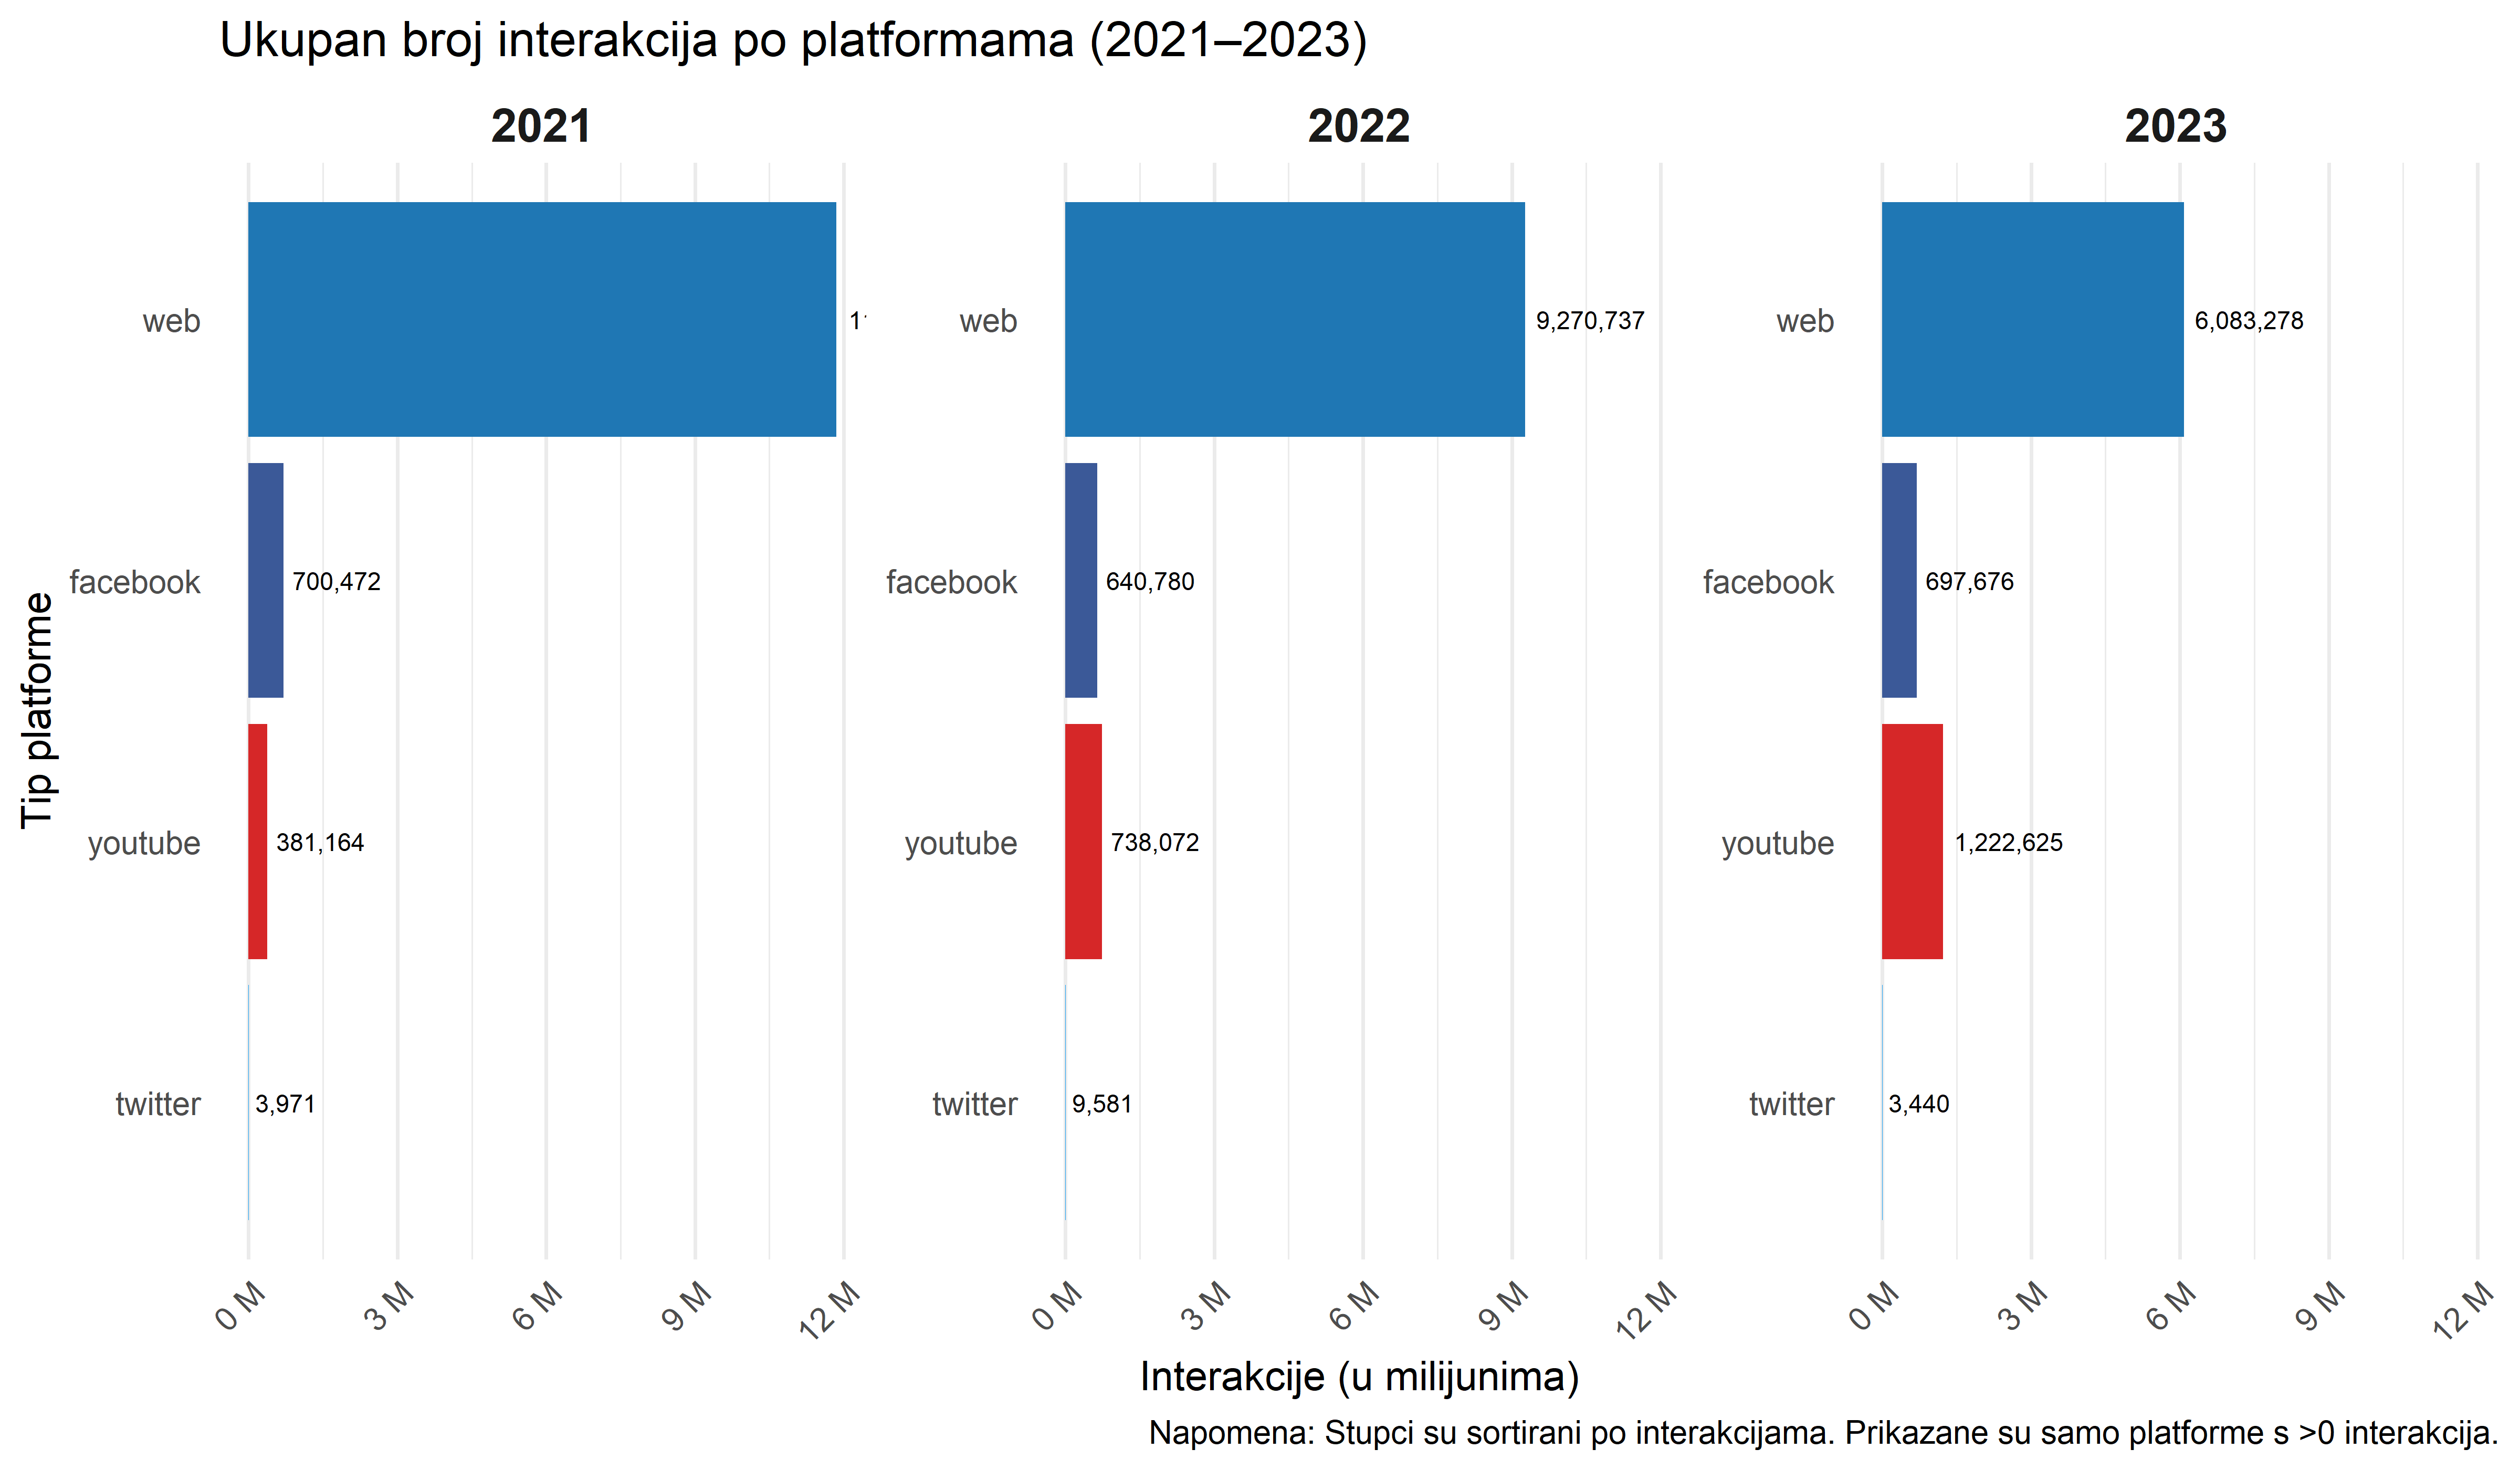 Ukupan broj interakcija po platformama (2021–2023)
2021
2022
2023
Tip platforme
web
web
9,270,737
web
6,083,278
facebook
700,472
facebook
640,780
facebook
697,676
youtube
381,164
youtube
738,072
youtube
1,222,625
twitter
3,971
twitter
9,581
twitter
3,440
0 M
3 M
6 M
9 M
12 M
0 M
3 M
6 M
9 M
12 M
0 M
3 M
6 M
9 M
12 M
Interakcije (u milijunima)
Napomena: Stupci su sortirani po interakcijama. Prikazane su samo platforme s >0 interakcija.